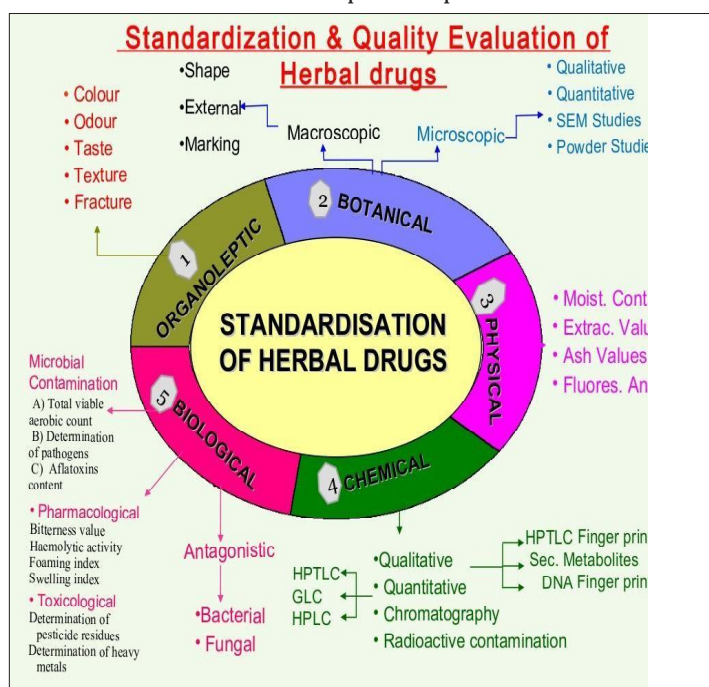 Standardization & Quality Evaluation of
Herbal drugs
• Colour
• Odour
• Taste
• Texture
• Fracture
•Shape
•External
•Marking
Macroscopic
Microscopic
• Qualitative
• Quantitative
• SEM Studies
• Powder Studie
1
ORGANOLEPTIC
2
BOTANICAL
3
PHYSICAL
4
CHEMICAL
5
BIOLOGICAL
STANDARDISATION
OF HERBAL DRUGS
• Moist. Cont
• Extrac. Valu
• Ash Values
• Fluores. An
Microbial
Contamination
A) Total viable
aerobic count
B) Determination
of pathogens
C) Aflatoxins
content
• Pharmacological
Bitterness value
Haemolytic activity
Foaming index
Swelling index
• Toxicological
Determination of
pesticide residues
Determination of heavy
metals
Antagonistic
•Bacterial
• Fungal
HPTLC
GLC
HPLC
•Qualitative
• Quantitative
• Chromatography
• Radioactive contamination
HPTLC Finger prin
Sec. Metabolites
DNA Finger prin